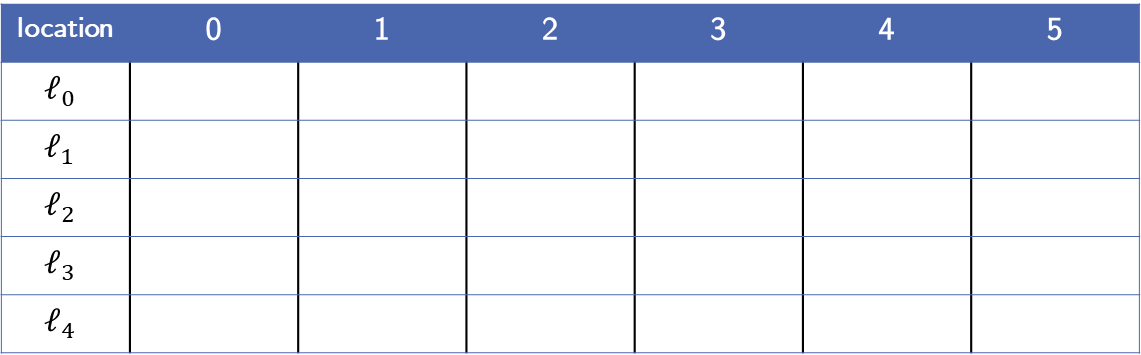 location 0 1 2 3 4 5
ℓ₀
ℓ₁
ℓ₂
ℓ₃
ℓ₄